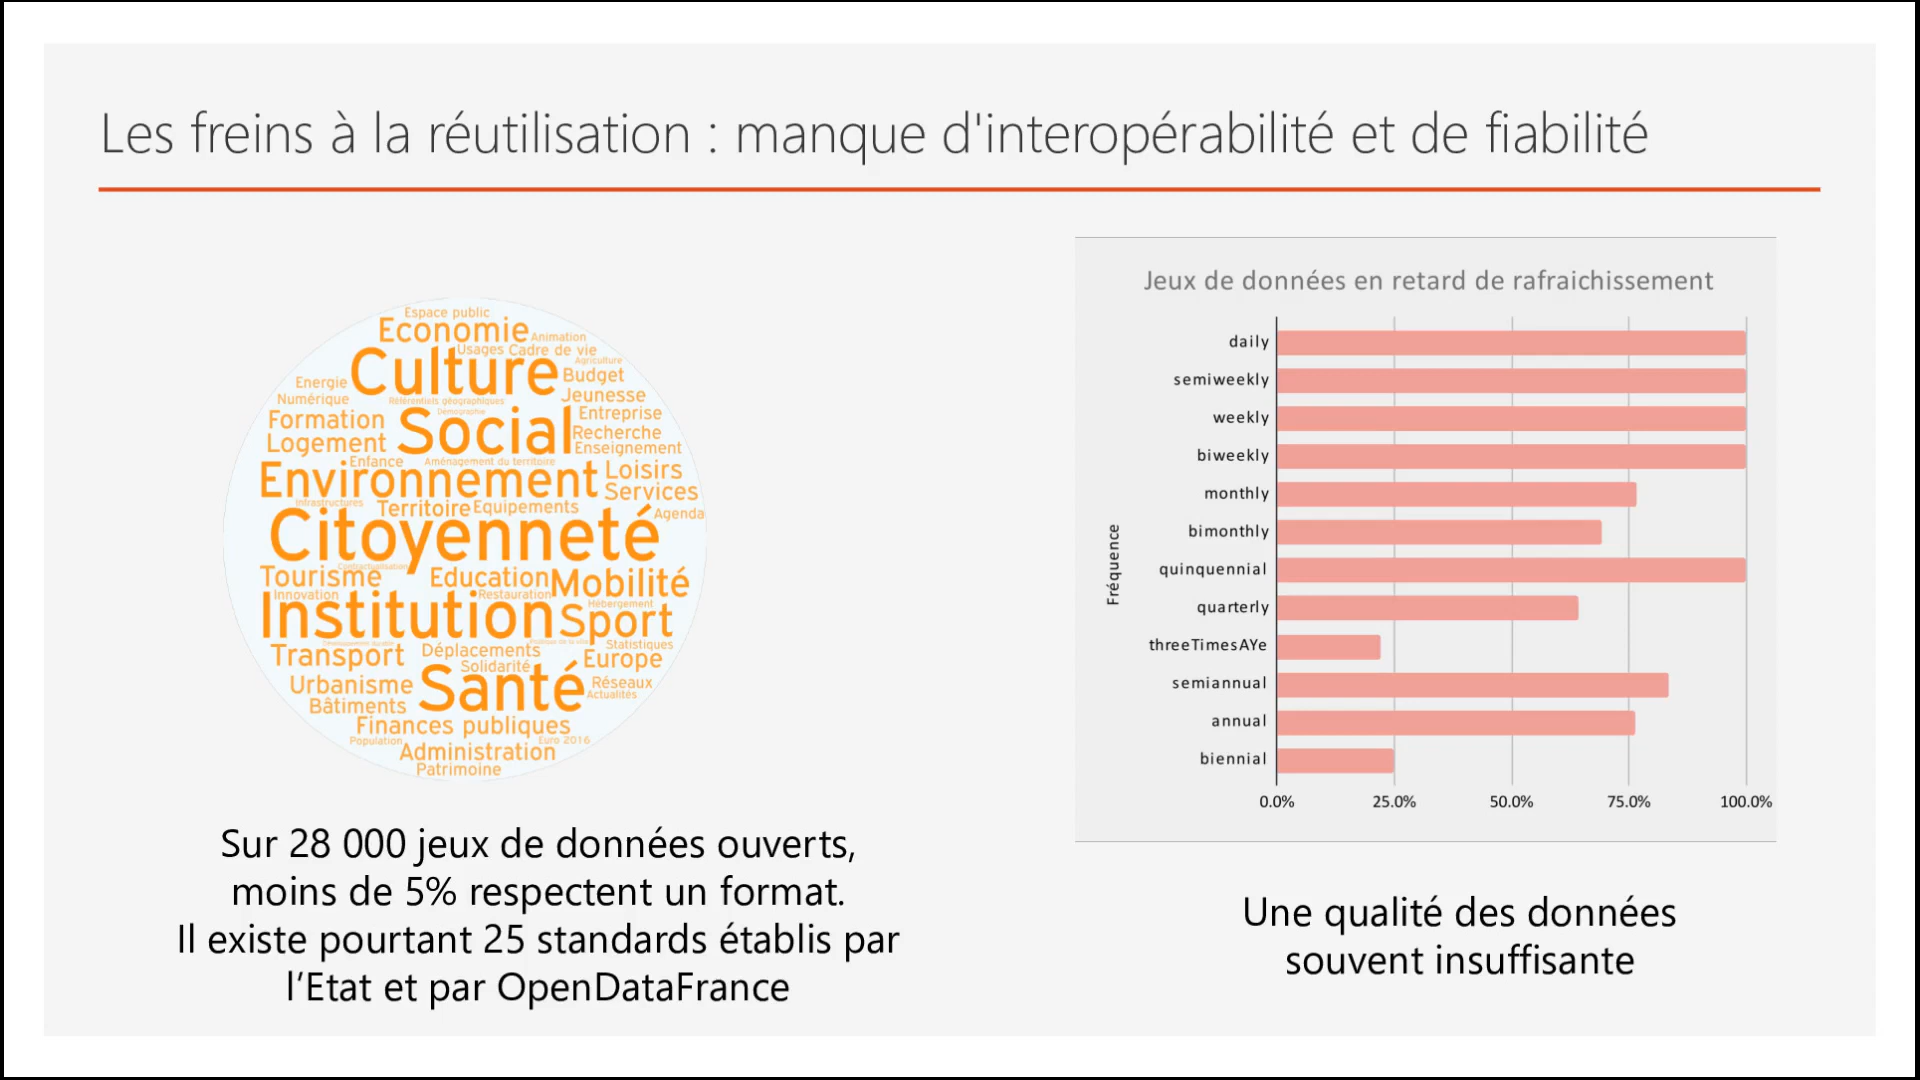 Les freins à la réutilisation : manque d'interopérabilité et de fiabilité
Espace public
Economie Animation
Usages Cadre de vie
Culture Agriculture
Energie Budget
Numérique Référentiels géographiques Jeunesse
Formation Démographie Entreprise
Logement Social Recherche
Enseignement
Enfance Aménagement du territoire
Environnement Loisirs
Services
Infrastructures Territoire Equipements Agenda
Citoyenneté
Contractualisation
Tourisme Education Mobilité
Innovation Restauration Hébergement
Institution Sport
Politique de la ville Statistiques
Transport Déplacements Europe
Solidarité
Urbanisme Santé Réseaux
Actualités
Bâtiments
Finances publiques
Population Euro 2016
Administration
Patrimoine
Sur 28 000 jeux de données ouverts,
moins de 5% respectent un format.
Il existe pourtant 25 standards établis par
l’Etat et par OpenDataFrance
Jeux de données en retard de rafraichissement
Fréquence
daily
semiweekly
weekly
biweekly
monthly
bimonthly
quinquennial
quarterly
threeTimesAYe
semiannual
annual
biennial
0.0% 25.0% 50.0% 75.0% 100.0%
Une qualité des données
souvent insuffisante